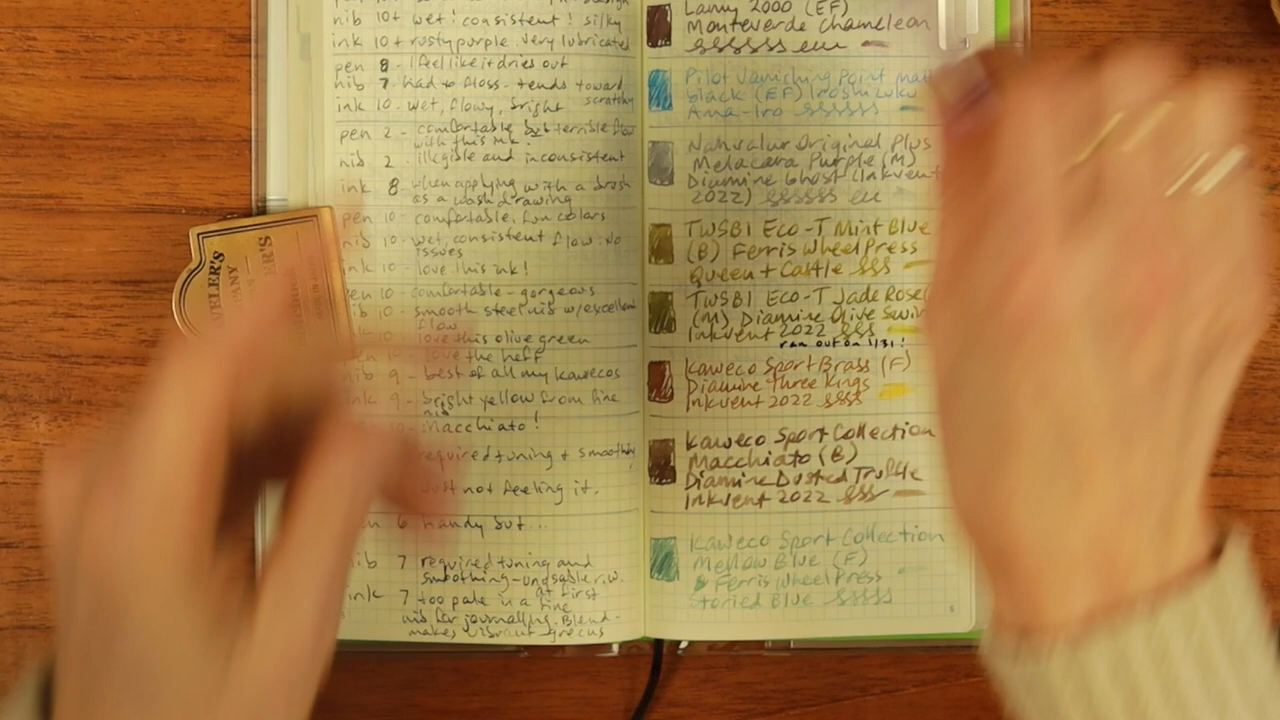 nib 10+ wet! consistent! silky
ink 10+ rusty purple. Very lubricated
pen 8 - I feel like it dries out
nib 7 - had to floss - tends toward
scratchy
ink 10 - wet, flowy, bright
pen 2 - comfortable but terrible flow
with this ink.
nib 2 illegible and inconsistent
ink 8 - when applying with a brush
as a wash drawing
pen 10 - comfortable, fun colors
nib 10 - wet, consistent flow. No
issues
ink 10 - love this ink!
pen 10 - comfortable - gorgeous
nib 10 - smooth steel nib w/excellent
flow
10 love this olive green
pen love the heft
nib 9 - best of all my kawecos
ink 9 - bright yellow from fine
nib
Macchiato!
required tuning + smoothing
just not feeling it.
6 handy but...
nib 7 required tuning and
smoothing - unusable r.w.
at first
ink 7 too pale in a fine
nib for journalling. Blend -
makes vibrant greens
Lamy 2000 (EF)
Monteverde Chameleon
Pilot Vanishing Point matte
black (EF) Iroshizuku
Ama-iro
Original Plus
Melacara Purple (M)
Diamine Ghost (Inkvent
2022)
TWSBI Eco-T Mint Blue
(B) Ferris Wheel Press
Queen + Castle
TWSBI Eco-T Jade Rose
(M) Diamine Olive Swirl
Inkvent 2022
ran out on 1/31!
Kaweco Sport Brass (F)
Diamine Three Kings
Inkvent 2022
Kaweco Sport Collection
Macchiato (B)
Diamine Dusted Truffle
Inkvent 2022
Kaweco Sport Collection
Mellow Blue (F)
Ferris Wheel Press
Storied Blue